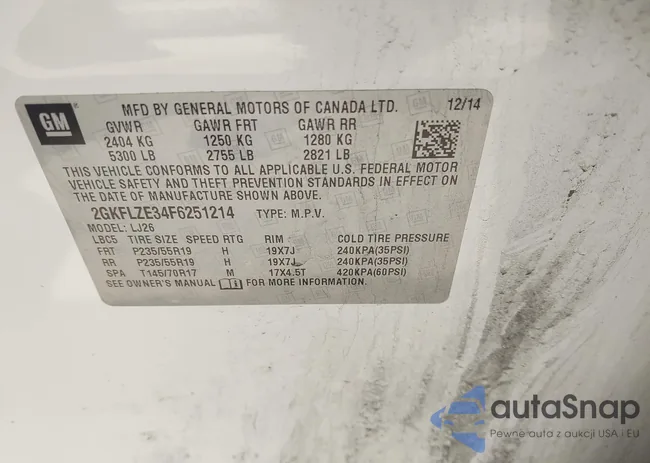 GM
MFD BY GENERAL MOTORS OF CANADA LTD. 12/14
GVWR GAWR FRT GAWR RR
2404 KG 1250 KG 1280 KG
5300 LB 2755 LB 2821 LB
THIS VEHICLE CONFORMS TO ALL APPLICABLE U.S. FEDERAL MOTOR
VEHICLE SAFETY AND THEFT PREVENTION STANDARDS IN EFFECT ON
THE DATE OF MANUFACTURE SHOWN ABOVE.
2GKFLZE34F6251214 TYPE: M.P.V.
MODEL: LJ26
LBC5 TIRE SIZE SPEED RTG RIM COLD TIRE PRESSURE
FRT P235/55R19 H 19X7J 240KPA(35PSI)
RR P235/55R19 H 19X7J 240KPA(35PSI)
SPA T145/70R17 M 17X4.5T 420KPA(60PSI)
SEE OWNER'S MANUAL FOR MORE INFORMATION.
autaSnap
Pewne auta z aukcji USA i EU